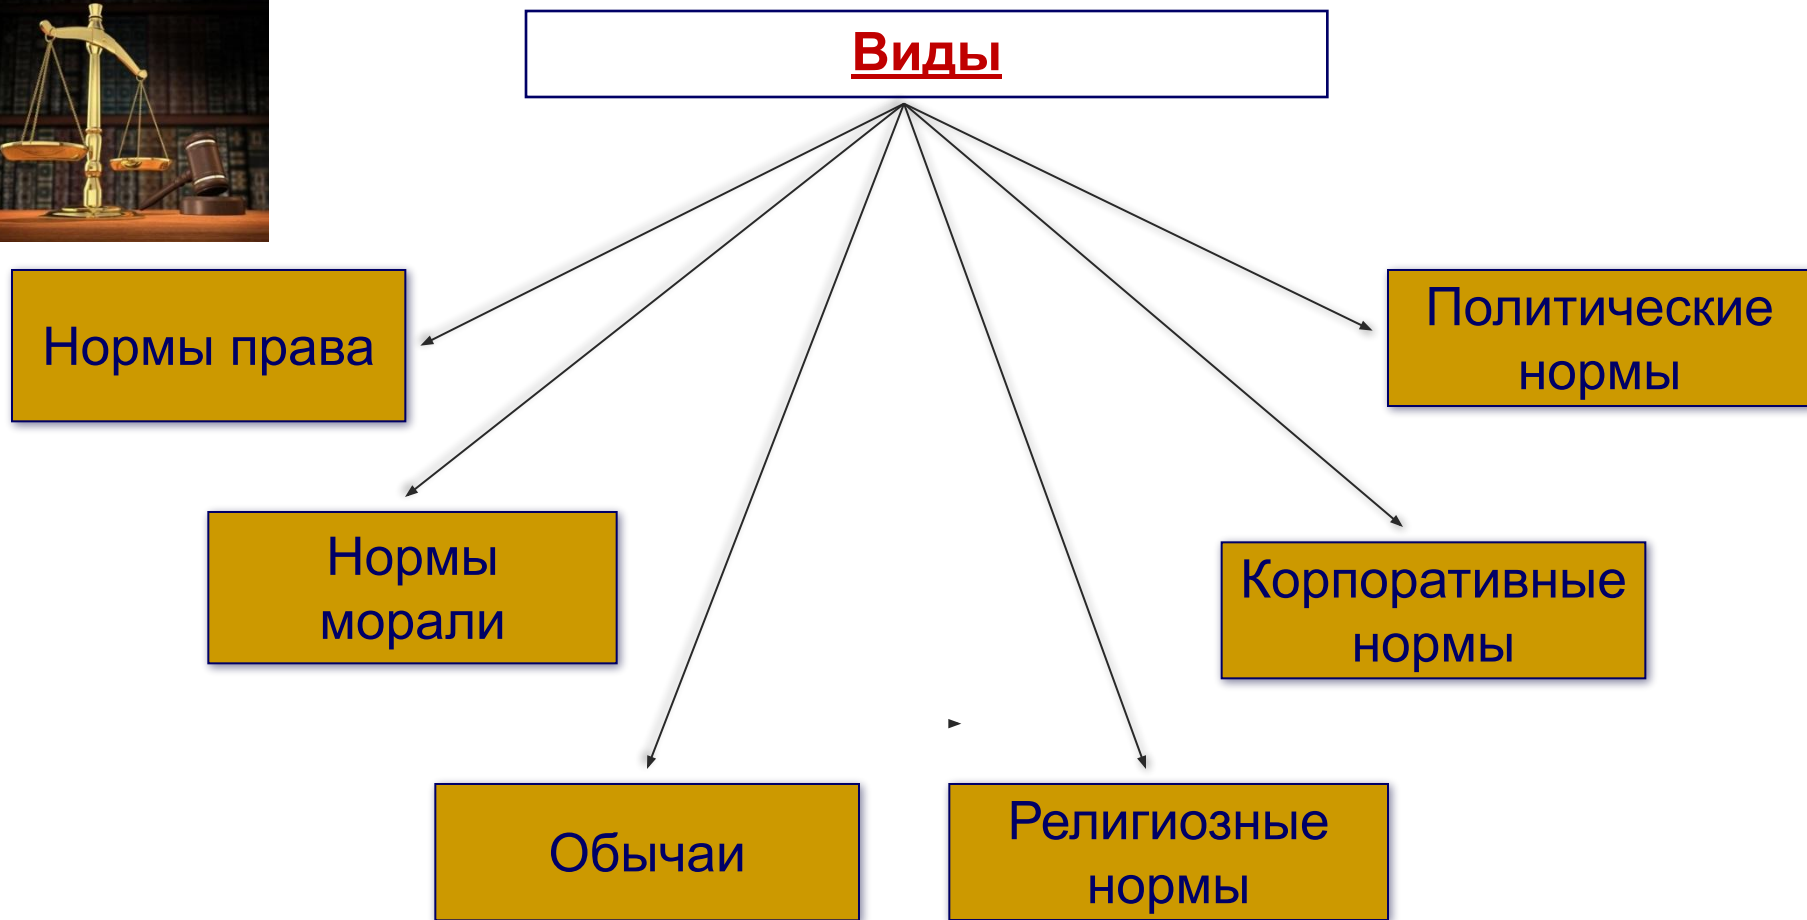 Виды
Нормы права
Политические
нормы
Нормы
морали
Корпоративные
нормы
Обычаи
Религиозные
нормы